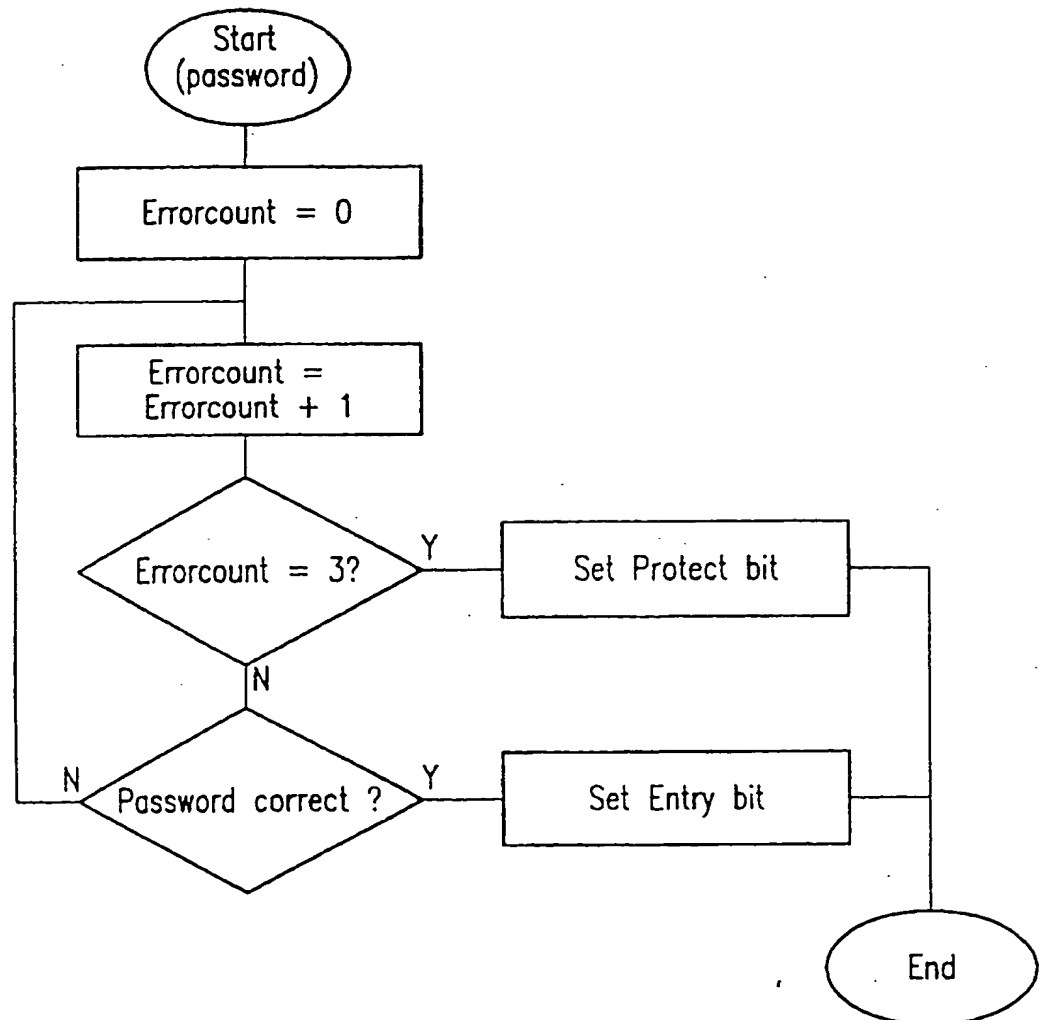 Start
(password)
Errorcount = 0
Errorcount =
Errorcount + 1
Errorcount = 3?
Y
Set Protect bit
N
N
Password correct ?
Y
Set Entry bit
End